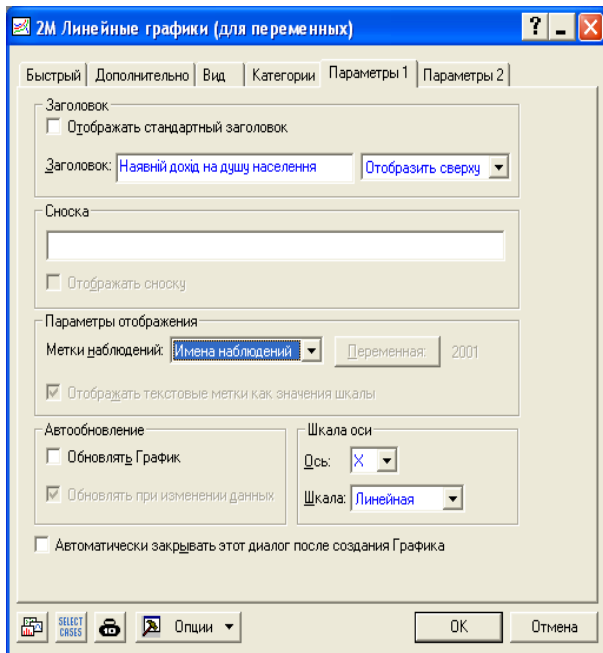 2М Линейные графики (для переменных)
Быстрый Дополнительно Вид Категории Параметры 1 Параметры 2
Заголовок
Отображать стандартный заголовок
Заголовок: Наявній дохід на душу населення Отобразить сверху
Сноска
Отображать сноску
Параметры отображения
Метки наблюдений: Имена наблюдений Переменная: 2001
Отображать текстовые метки как значения шкалы
Автообновление Шкала оси
Обновлять График Ось: X
Обновлять при изменении данных Шкала: Линейная
Автоматически закрывать этот диалог после создания Графика
SELECT CASES Опции OK Отмена